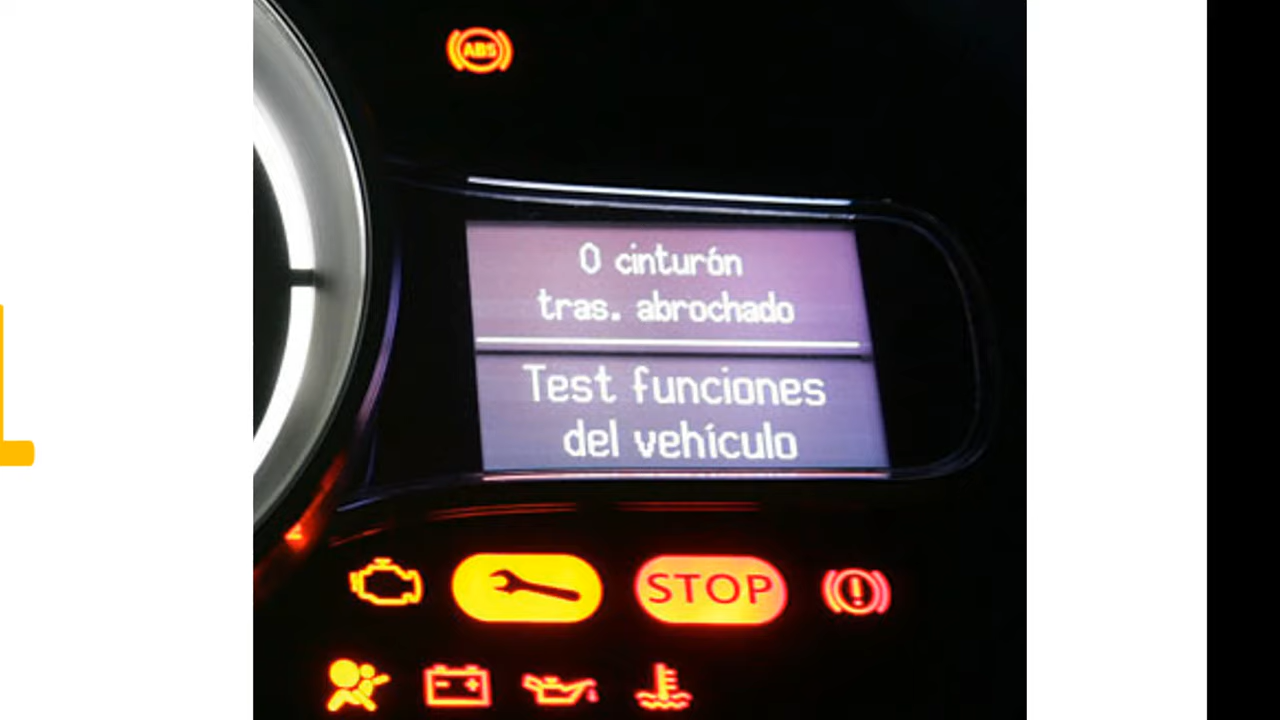 ABS
0 cinturón
tras. abrochado
Test funciones
del vehículo
STOP